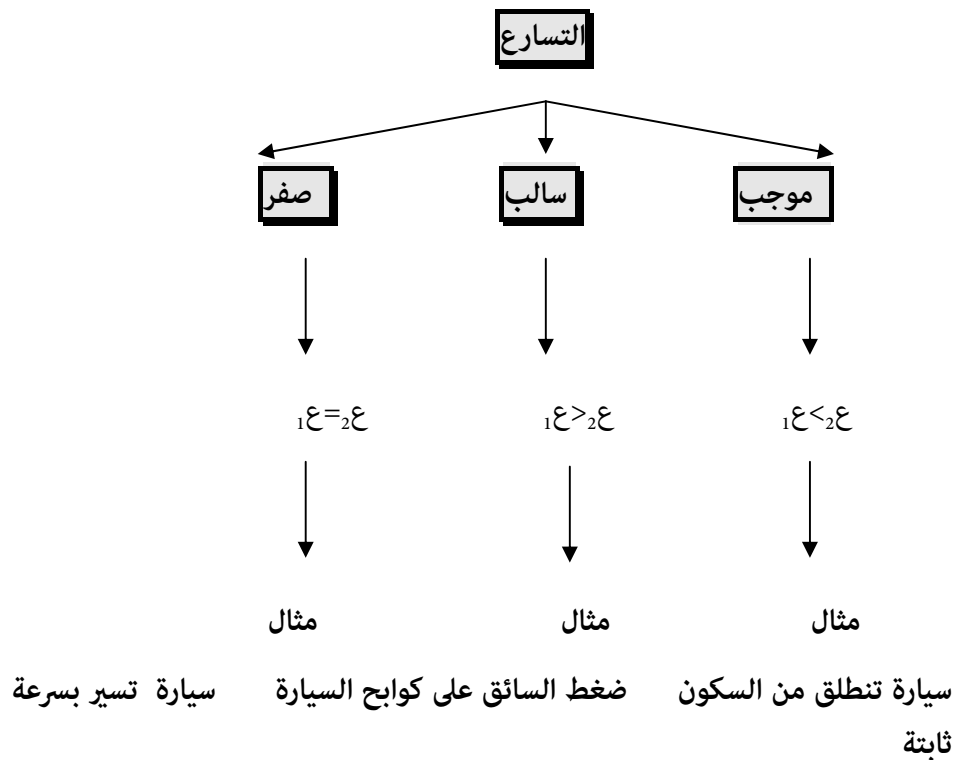 التسارع
موجب سالب صفر
ع₂>ع₁ ع₂<ع₁ ع₂=ع₁
مثال مثال مثال
سيارة تنطلق من السكون ضغط السائق على كوابح السيارة سيارة تسير بسرعة
ثابتة